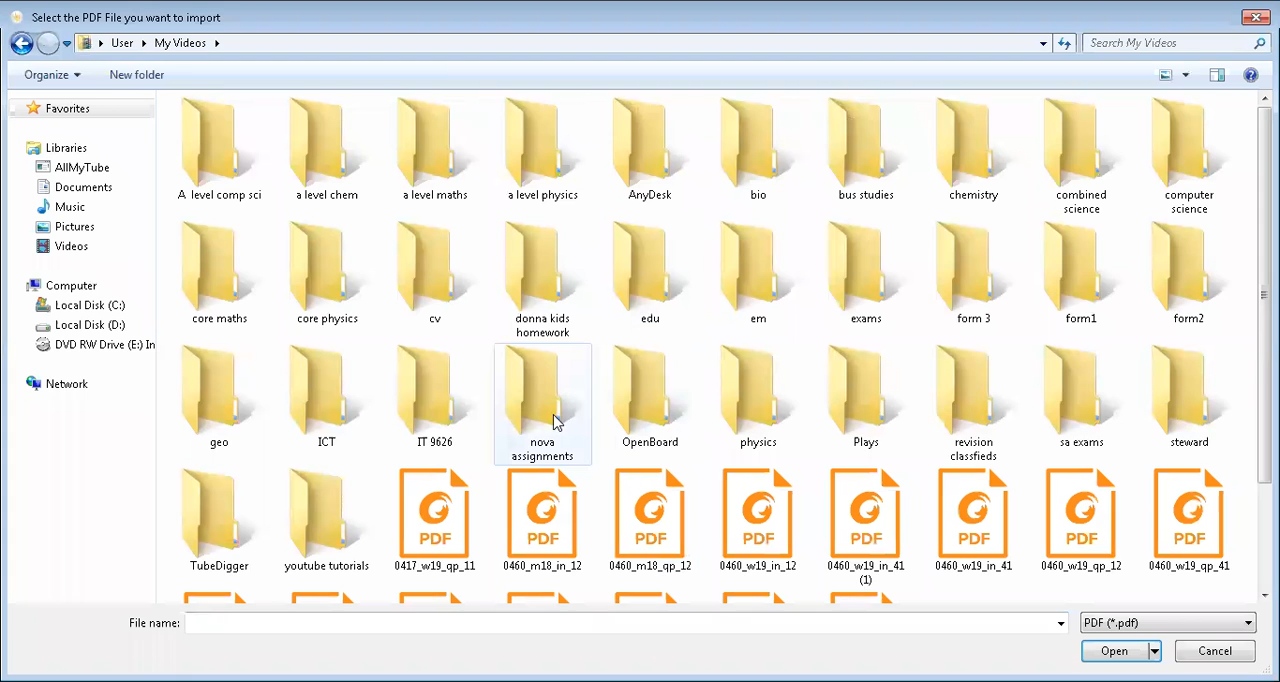 Select the PDF File you want to import
User
My Videos
Search My Videos
Organize
New folder
Favorites
Libraries
AllMyTube
Documents
Music
Pictures
Videos
Computer
Local Disk (C:)
Local Disk (D:)
DVD RW Drive (E:) In
Network
A level comp sci
a level chem
a level maths
a level physics
AnyDesk
bio
bus studies
chemistry
combined
science
computer
science
core maths
core physics
cv
donna kids
homework
edu
em
exams
form 3
form1
form2
geo
ICT
IT 9626
nova
assignments
OpenBoard
physics
Plays
revision
classfieds
sa exams
steward
TubeDigger
youtube tutorials
PDF
0417_w19_qp_11
PDF
0460_m18_in_12
PDF
0460_m18_qp_12
PDF
0460_w19_in_12
PDF
0460_w19_in_41
(1)
PDF
0460_w19_in_41
PDF
0460_w19_qp_12
PDF
0460_w19_qp_41
File name:
PDF (*.pdf)
Open
Cancel